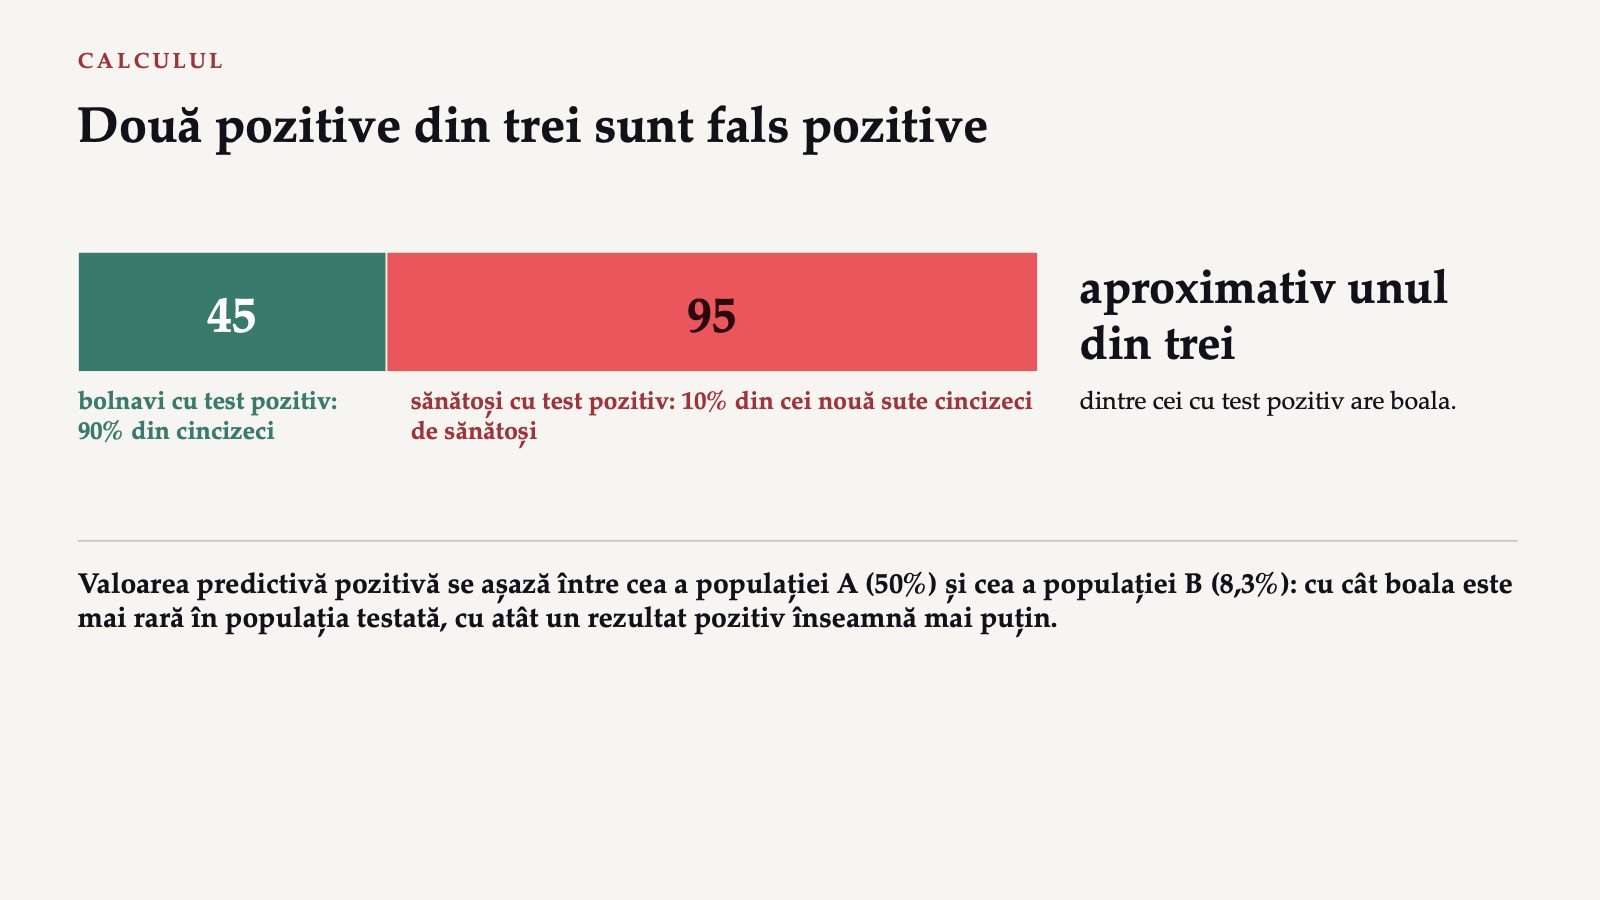 CALCULUL
Două pozitive din trei sunt fals pozitive
45
95
aproximativ unul
din trei
bolnavi cu test pozitiv:
90% din cincizeci
sănătoși cu test pozitiv: 10% din cei nouă sute cincizeci
de sănătoși
dintre cei cu test pozitiv are boala.
Valoarea predictivă pozitivă se așază între cea a populației A (50%) și cea a populației B (8,3%): cu cât boala este
mai rară în populația testată, cu atât un rezultat pozitiv înseamnă mai puțin.